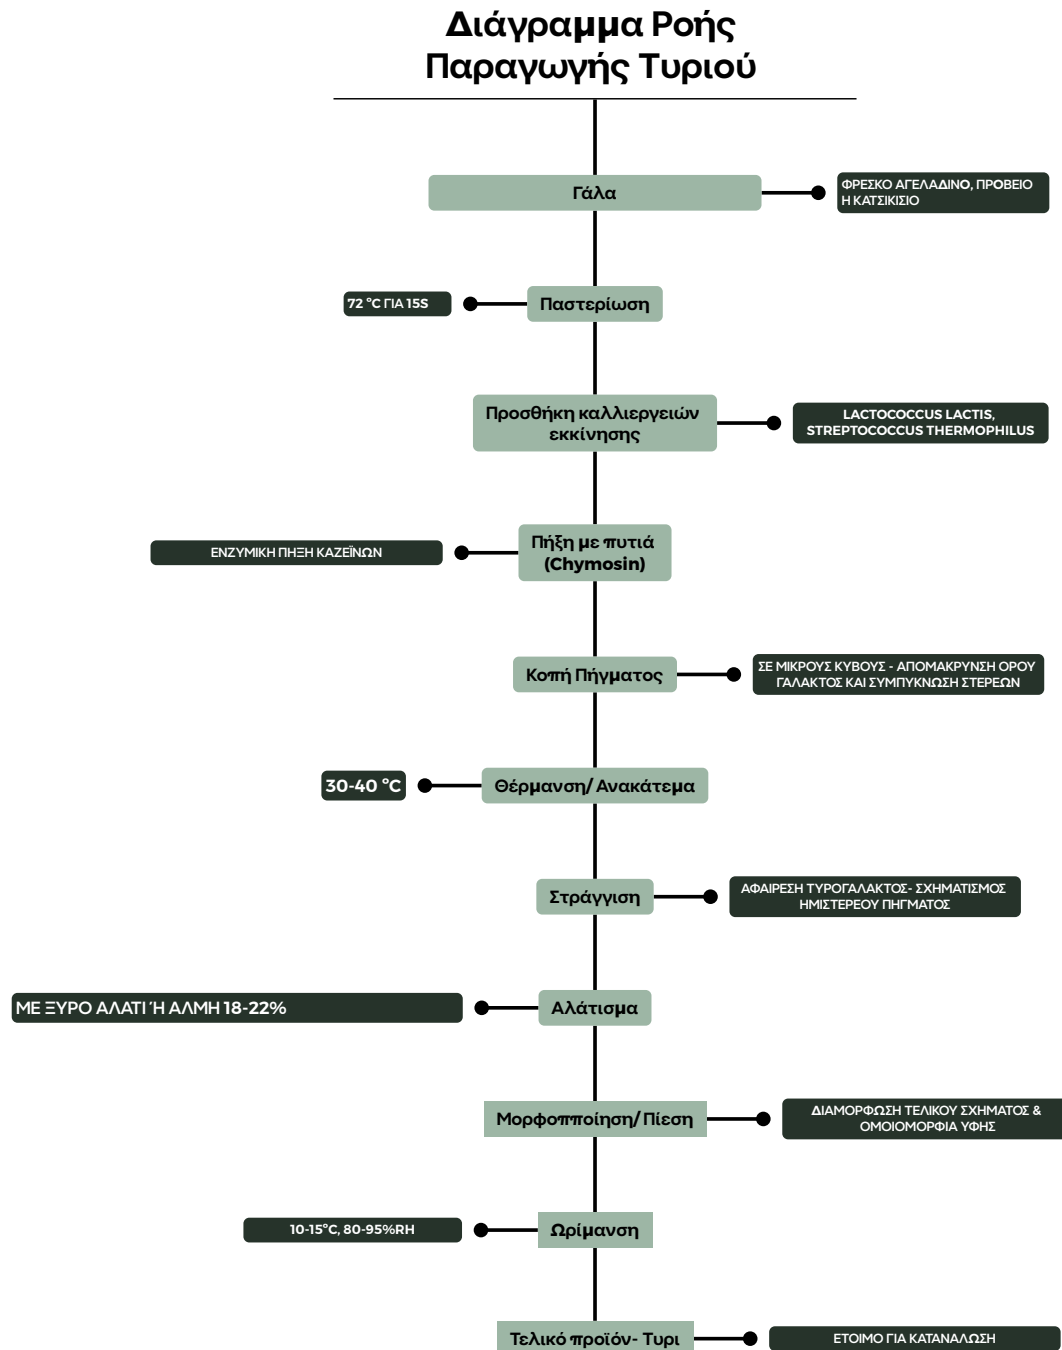 Διάγραμμα Ροής
Παραγωγής Τυριού
Γάλα
ΦΡΕΣΚΟ ΑΓΕΛΑΔΙΝΟ, ΠΡΟΒΕΙΟ
Η ΚΑΤΣΙΚΙΣΙΟ
72 °C ΓΙΑ 15S
Παστερίωση
Προσθήκη καλλιεργειών
εκκίνησης
LACTOCOCCUS LACTIS,
STREPTOCOCCUS THERMOPHILUS
ΕΝΖΥΜΙΚΗ ΠΗΞΗ ΚΑΖΕΪΝΩΝ
Πήξη με πυτιά
(Chymosin)
Κοπή Πήγματος
ΣΕ ΜΙΚΡΟΥΣ ΚΥΒΟΥΣ - ΑΠΟΜΑΚΡΥΝΣΗ ΟΡΟΥ
ΓΑΛΑΚΤΟΣ ΚΑΙ ΣΥΜΠΥΚΝΩΣΗ ΣΤΕΡΕΩΝ
30-40 °C
Θέρμανση/ Ανακάτεμα
Στράγγιση
ΑΦΑΙΡΕΣΗ ΤΥΡΟΓΑΛΑΚΤΟΣ- ΣΧΗΜΑΤΙΣΜΟΣ
ΗΜΙΣΤΕΡΕΟΥ ΠΗΓΜΑΤΟΣ
ΜΕ ΞΥΡΟ ΑΛΑΤΙ Ή ΑΛΜΗ 18-22%
Αλάτισμα
Μορφοπποίηση/ Πίεση
ΔΙΑΜΟΡΦΩΣΗ ΤΕΛΙΚΟΥ ΣΧΗΜΑΤΟΣ &
ΟΜΟΙΟΜΟΡΦΙΑ ΥΦΗΣ
10-15°C, 80-95%RH
Ωρίμανση
Τελικό προϊόν- Τυρι
ΕΤΟΙΜΟ ΓΙΑ ΚΑΤΑΝΑΛΩΣΗ